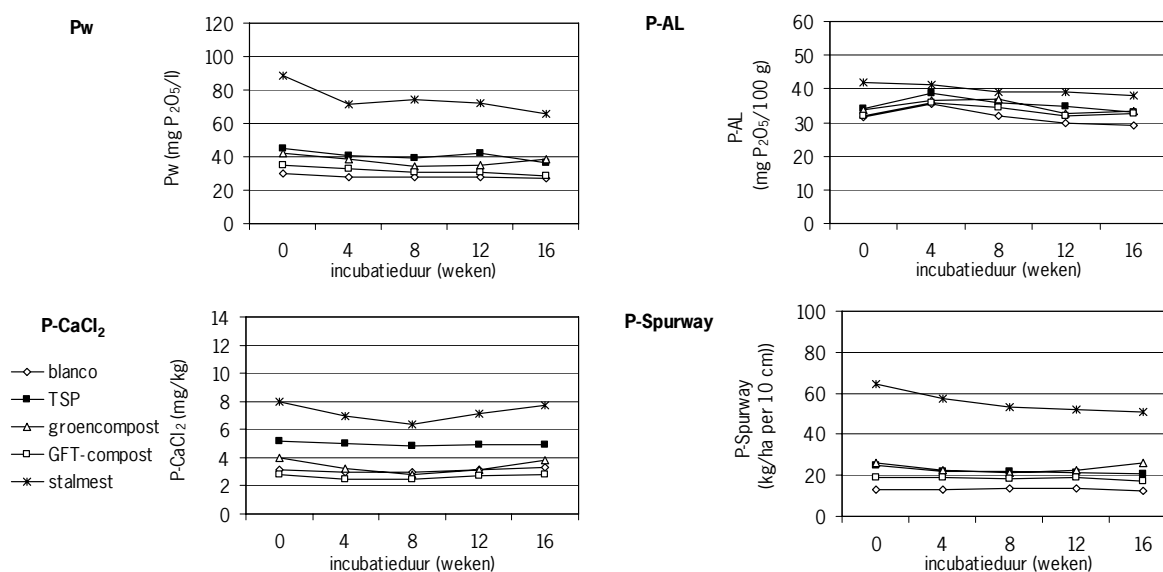 Pw
Pw (mg P₂O₅/l)
120
100
80
60
40
20
0
0 4 8 12 16
incubatieduur (weken)
P-AL
P-AL
(mg P₂O₅/100 g)
60
50
40
30
20
10
0
0 4 8 12 16
incubatieduur (weken)
P-CaCl₂
blanco
TSP
groencompost
GFT-compost
stalmest
P-CaCl₂ (mg/kg)
14
12
10
8
6
4
2
0
0 4 8 12 16
incubatieduur (weken)
P-Spurway
P-Spurway
(kg/ha per 10 cm))
100
80
60
40
20
0
0 4 8 12 16
incubatieduur (weken)